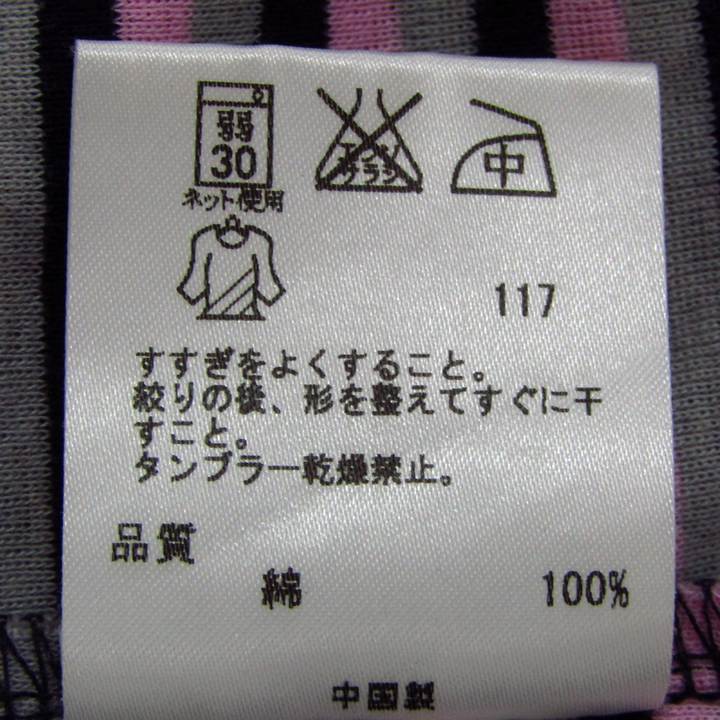 弱
30
エンソ
サラシ
中
ネット使用
117
すすぎをよくすること。
絞りの後、形を整えてすぐに干
すこと。
タンブラー乾燥禁止。
品質
綿 100%
中国製